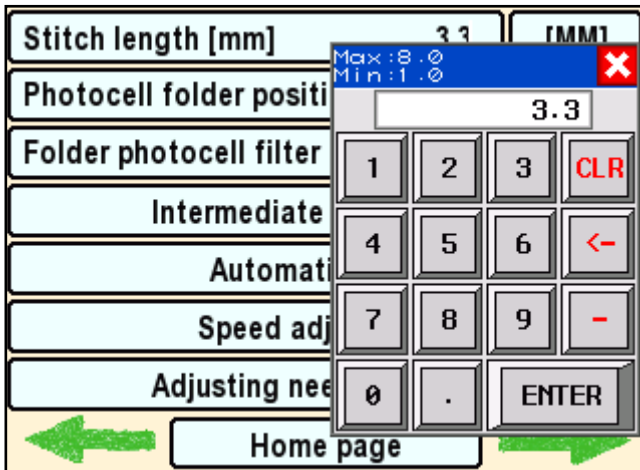 Stitch length [mm] 3.3 [MM]
Max:8.0
Min:1.0
3.3
Photocell folder positi
Folder photocell filter
Intermediate
Automati
Speed adj
Adjusting nee
1 2 3 CLR
4 5 6 <-
7 8 9 -
0 . ENTER
Home page